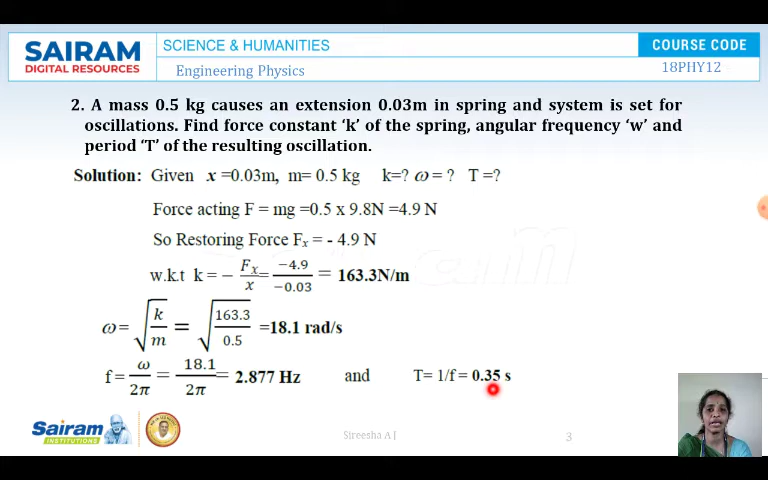 SAIRAM
DIGITAL RESOURCES
SCIENCE & HUMANITIES
Engineering Physics
COURSE CODE
18PHY12
2. A mass 0.5 kg causes an extension 0.03m in spring and system is set for
oscillations. Find force constant ‘k’ of the spring, angular frequency ‘w’ and
period ‘T’ of the resulting oscillation.
Solution: Given x =0.03m, m= 0.5 kg k=? ω = ? T =?
Force acting F = mg =0.5 x 9.8N =4.9 N
So Restoring Force Fx = - 4.9 N
w.k.t k = − Fx/x = −4.9/−0.03 = 163.3N/m
ω = √(k/m) = √(163.3/0.5) =18.1 rad/s
f = ω/2π = 18.1/2π = 2.877 Hz and T= 1/f = 0.35 s
Sairam
INSTITUTIONS
Sireesha A J
3